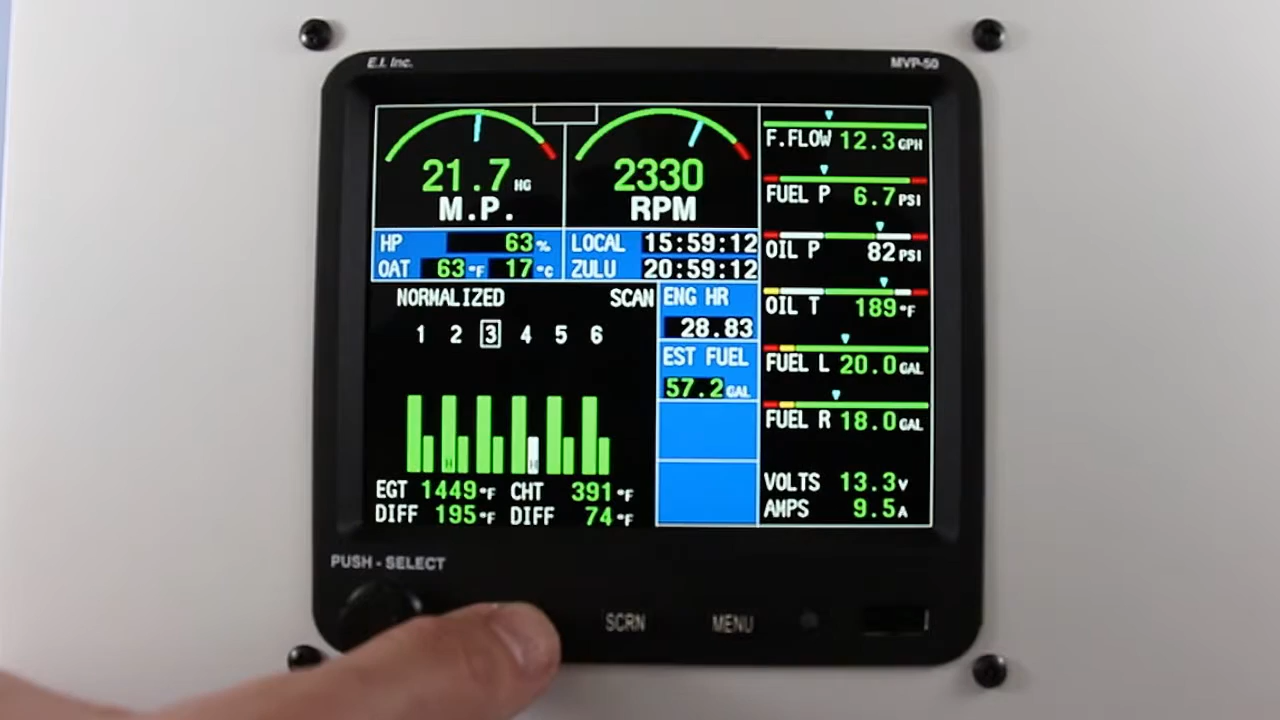 E.I. Inc. MVP-50
21.7 HG
M.P.
2330
RPM
HP 63 %
OAT 63 °F 17 °C
LOCAL 15:59:12
ZULU 20:59:12
NORMALIZED SCAN
1 2 3 4 5 6
EGT 1449 °F CHT 391 °F
DIFF 195 °F DIFF 74 °F
ENG HR
28.83
EST FUEL
57.2 GAL
F.FLOW 12.3 GPH
FUEL P 6.7 PSI
OIL P 82 PSI
OIL T 189 °F
FUEL L 20.0 GAL
FUEL R 18.0 GAL
VOLTS 13.3 V
AMPS 9.5 A
PUSH - SELECT
SCRN MENU